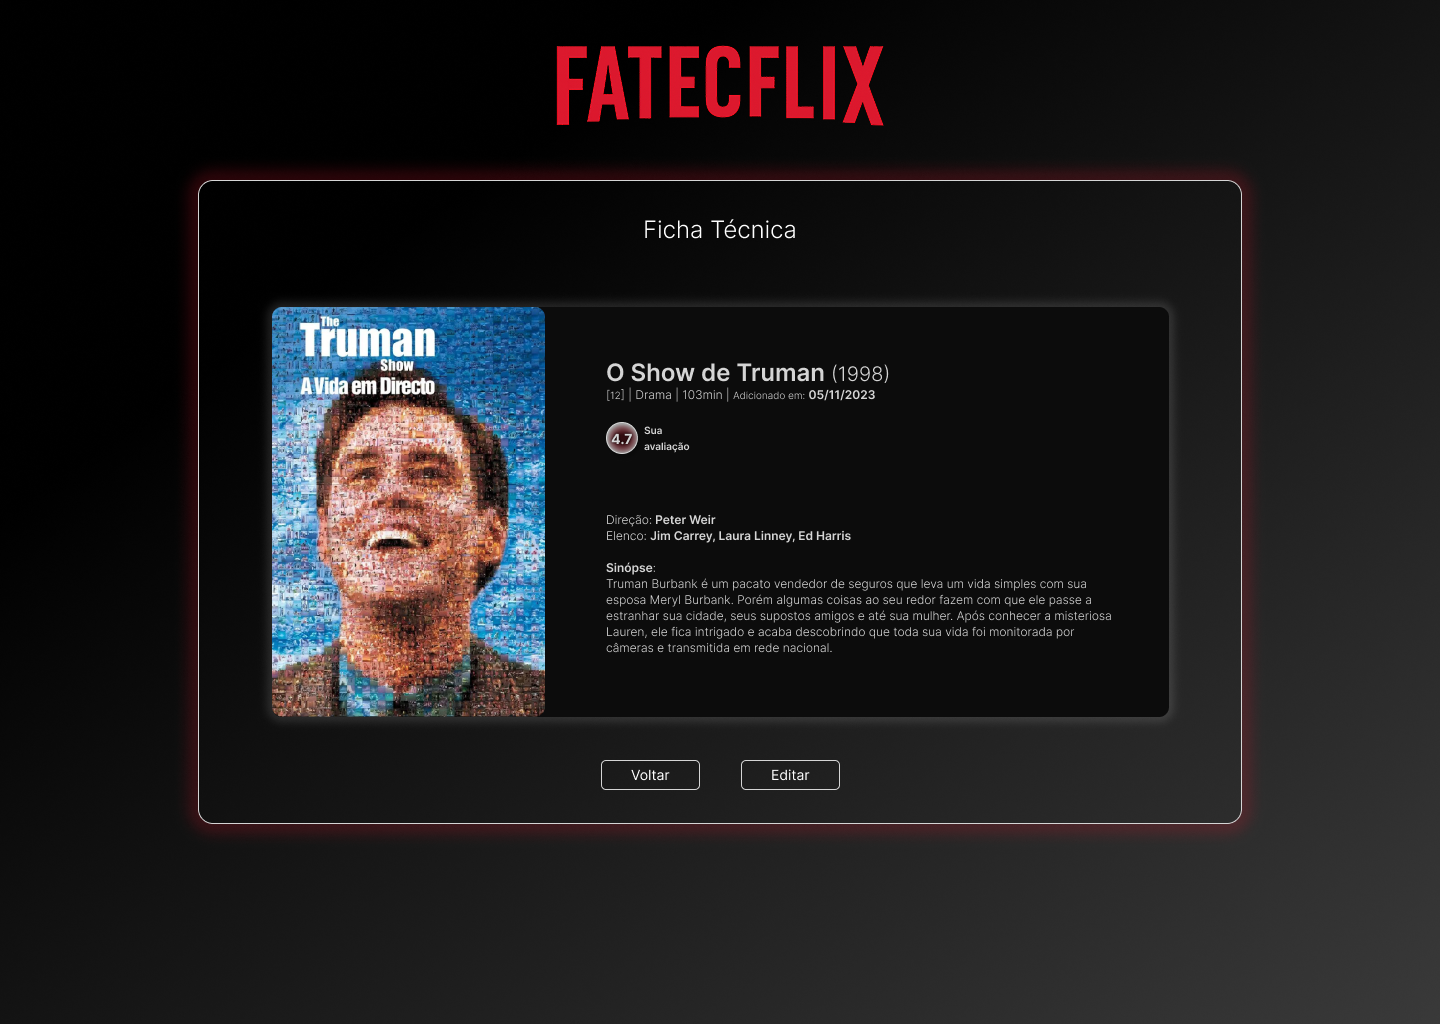 FATECFLIX
Ficha Técnica
The
Truman
Show
A Vida em Directo
O Show de Truman (1998)
[12] | Drama | 103min | Adicionado em: 05/11/2023
4.7
Sua
avaliação
Direção: Peter Weir
Elenco: Jim Carrey, Laura Linney, Ed Harris
Sinópse:
Truman Burbank é um pacato vendedor de seguros que leva um vida simples com sua
esposa Meryl Burbank. Porém algumas coisas ao seu redor fazem com que ele passe a
estranhar sua cidade, seus supostos amigos e até sua mulher. Após conhecer a misteriosa
Lauren, ele fica intrigado e acaba descobrindo que toda sua vida foi monitorada por
câmeras e transmitida em rede nacional.
Voltar
Editar